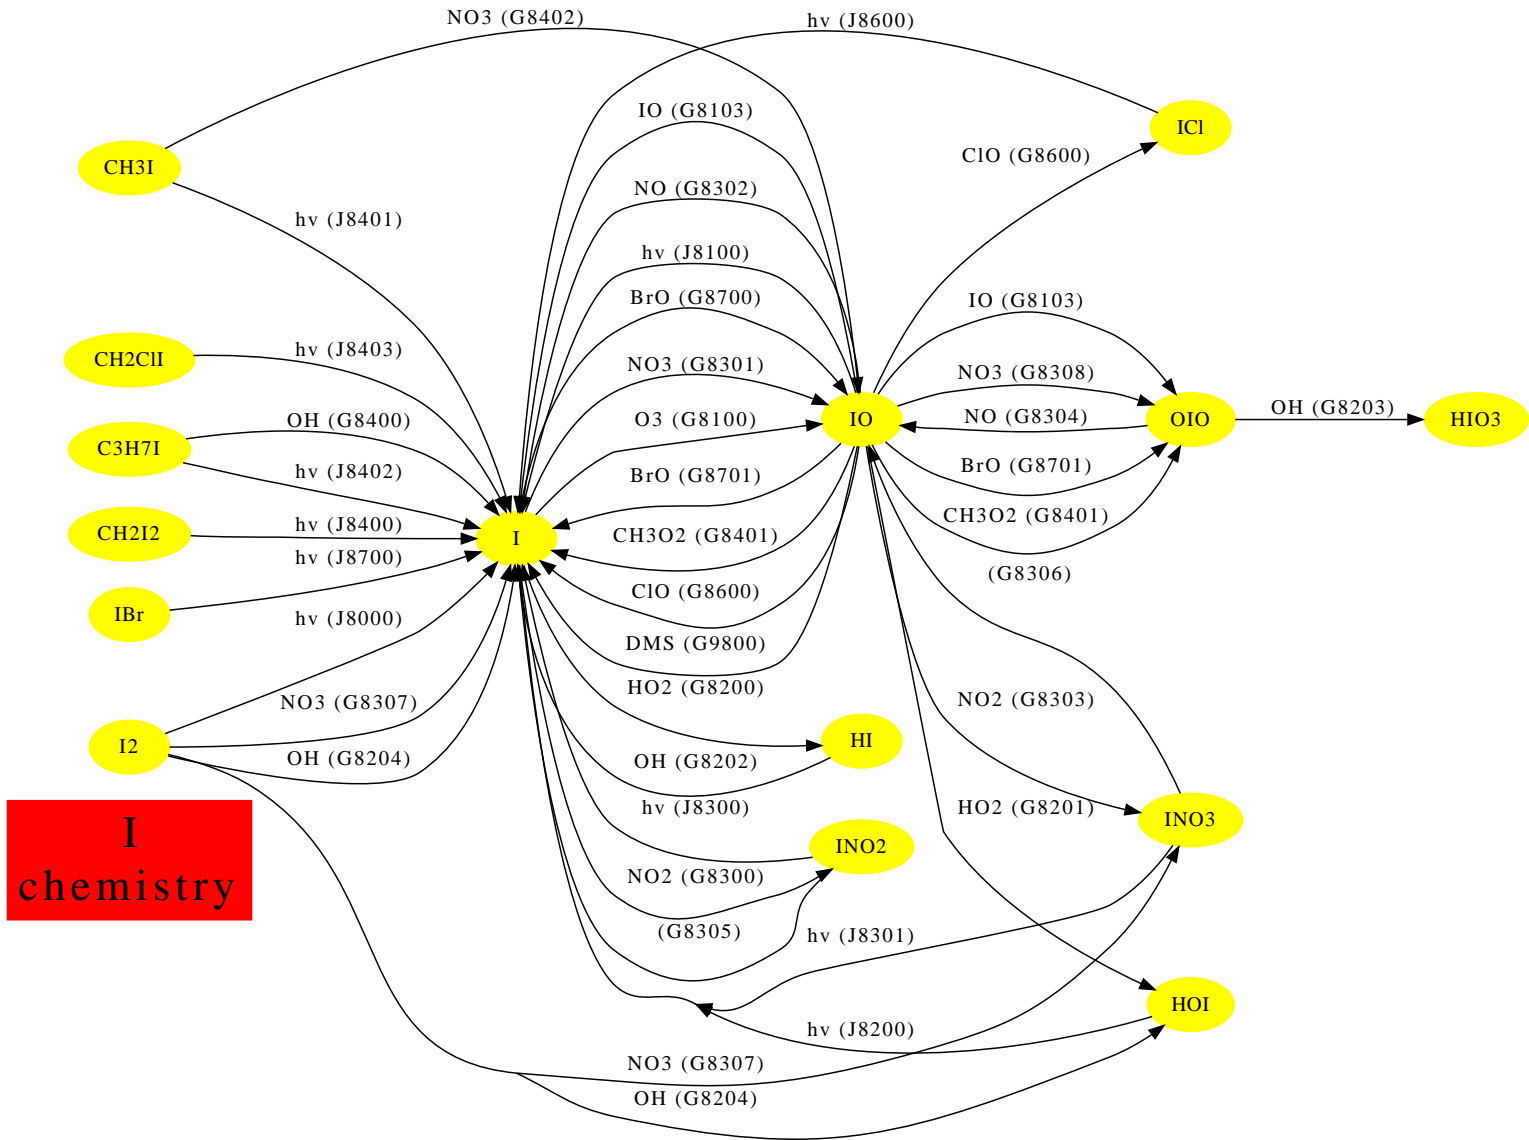 NO3 (G8402)
hv (J8600)
IO (G8103)
ICl
ClO (G8600)
CH3I
NO (G8302)
hv (J8401)
hv (J8100)
BrO (G8700)
IO (G8103)
hv (J8403)
CH2ClI
NO3 (G8301)
NO3 (G8308)
OH (G8400)
O3 (G8100)
IO
NO (G8304)
OIO
OH (G8203)
HIO3
C3H7I
hv (J8402)
BrO (G8701)
BrO (G8701)
CH2I2
hv (J8400)
I
CH3O2 (G8401)
CH3O2 (G8401)
hv (J8700)
(G8306)
IBr
hv (J8000)
ClO (G8600)
DMS (G9800)
NO3 (G8307)
HO2 (G8200)
NO2 (G8303)
I2
OH (G8204)
OH (G8202)
HI
hv (J8300)
HO2 (G8201)
INO3
I
chemistry
INO2
NO2 (G8300)
(G8305)
hv (J8301)
HOI
hv (J8200)
NO3 (G8307)
OH (G8204)